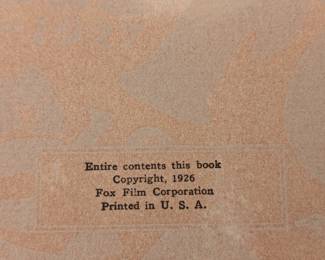 Entire contents this book
Copyright, 1926
Fox Film Corporation
Printed in U. S. A.